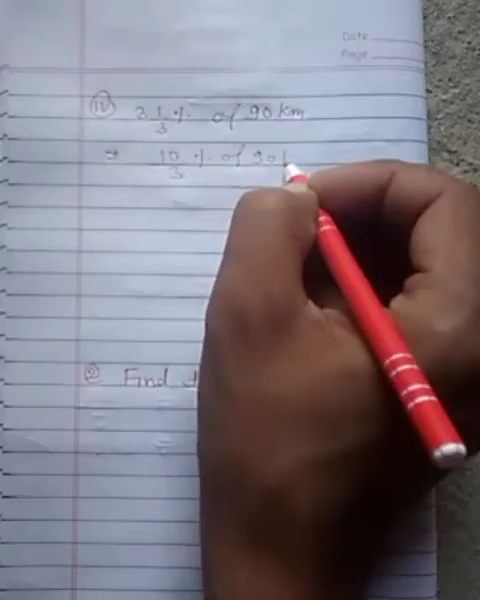 Date
Page
(iv) 3 1/3 % of 90 km
⇒ 10/3 % of 90 k
(e) Find